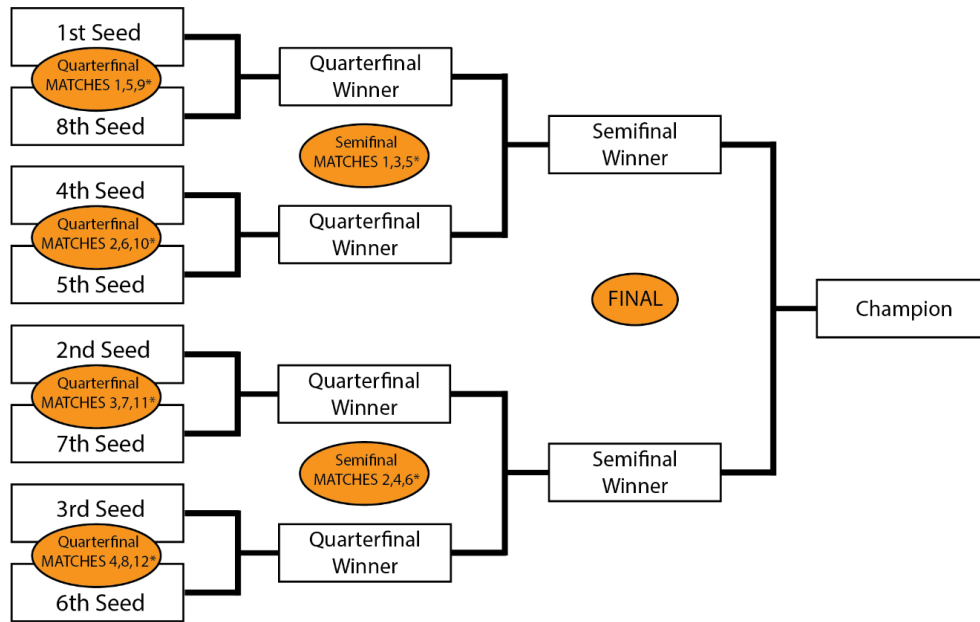 1st Seed
Quarterfinal
MATCHES 1,5,9*
8th Seed
4th Seed
Quarterfinal
MATCHES 2,6,10*
5th Seed
2nd Seed
Quarterfinal
MATCHES 3,7,11*
7th Seed
3rd Seed
Quarterfinal
MATCHES 4,8,12*
6th Seed
Quarterfinal
Winner
Semifinal
MATCHES 1,3,5*
Quarterfinal
Winner
Quarterfinal
Winner
Semifinal
MATCHES 2,4,6*
Quarterfinal
Winner
Semifinal
Winner
FINAL
Semifinal
Winner
Champion